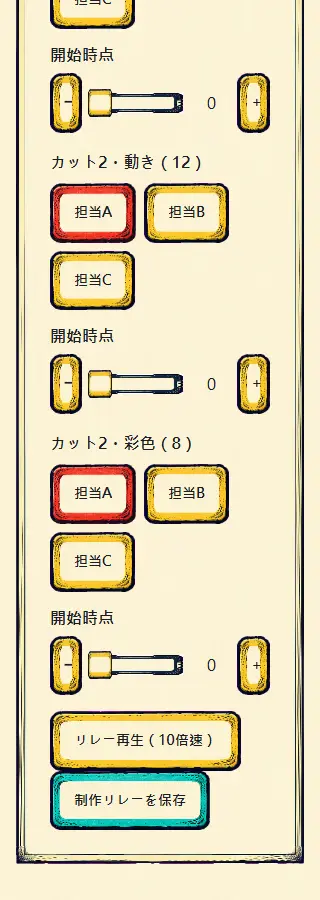 担当C
開始時点
− 0 +
カット2・動き(12)
担当A 担当B
担当C
開始時点
− 0 +
カット2・彩色(8)
担当A 担当B
担当C
開始時点
− 0 +
リレー再生(10倍速)
制作リレーを保存